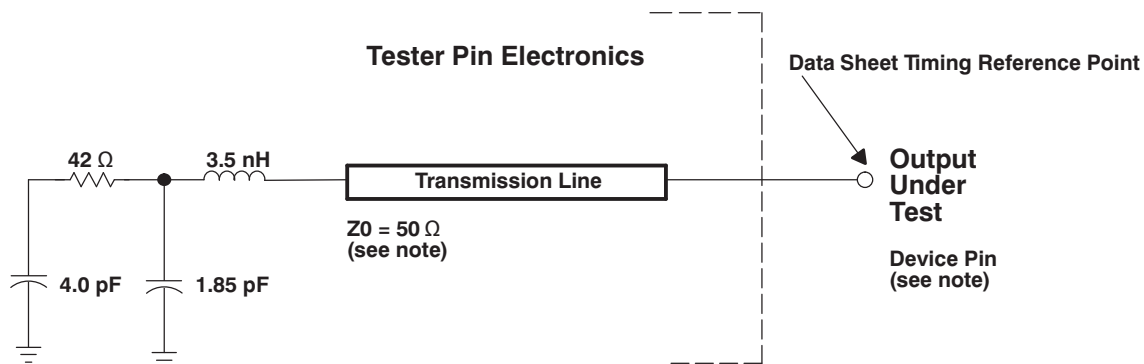 Tester Pin Electronics
Data Sheet Timing Reference Point
42 Ω
3.5 nH
Transmission Line
Output
Under
Test
Z0 = 50 Ω
(see note)
Device Pin
(see note)
4.0 pF
1.85 pF